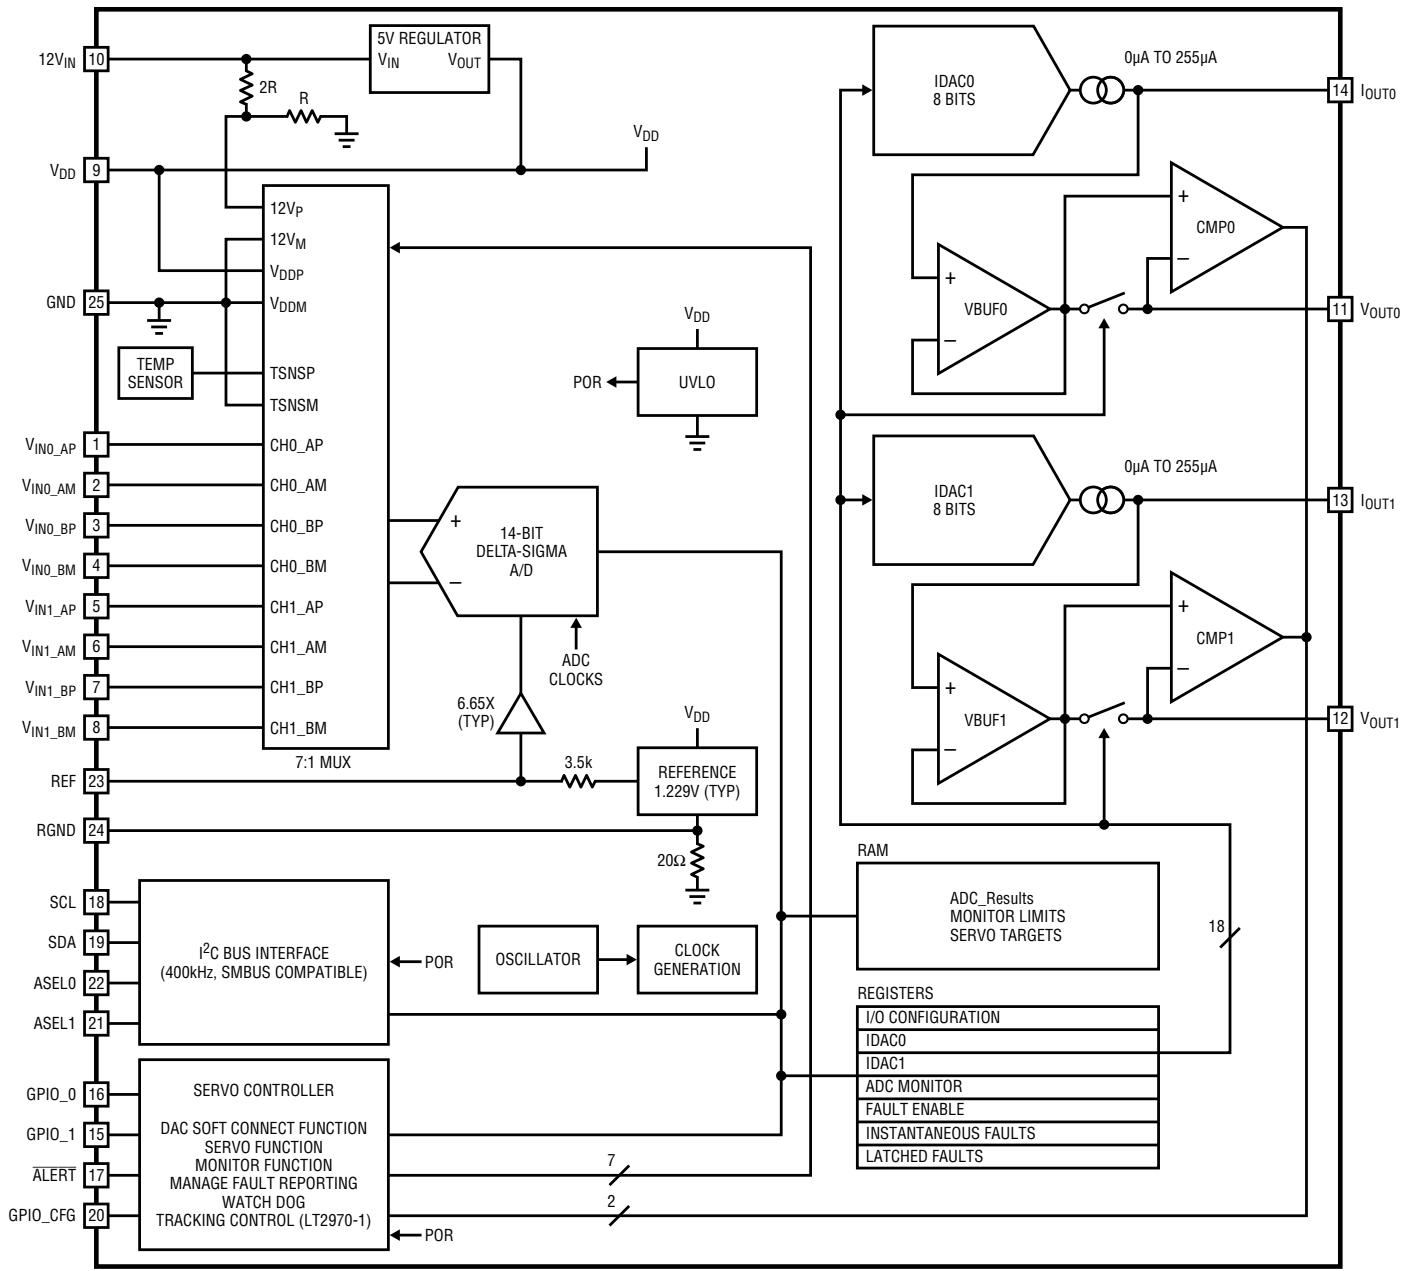 12VIN
10
5V REGULATOR
VIN
VOUT
2R
R
VDD
9
VDD
12VP
12VM
VDDP
GND
25
VDDM
TEMP
SENSOR
TSNSP
TSNSM
VIN0_AP
1
CH0_AP
VIN0_AM
2
CH0_AM
VIN0_BP
3
CH0_BP
VIN0_BM
4
CH0_BM
VIN1_AP
5
CH1_AP
VIN1_AM
6
CH1_AM
VIN1_BP
7
CH1_BP
VIN1_BM
8
CH1_BM
7:1 MUX
VDD
POR
UVLO
+
–
14-BIT
DELTA-SIGMA
A/D
ADC
CLOCKS
6.65X
(TYP)
REF
23
3.5k
VDD
REFERENCE
1.229V (TYP)
RGND
24
20Ω
IDAC0
8 BITS
0µA TO 255µA
14
IOUT0
+
–
VBUF0
+
–
CMP0
11
VOUT0
IDAC1
8 BITS
0µA TO 255µA
13
IOUT1
+
–
VBUF1
+
–
CMP1
12
VOUT1
SCL
18
SDA
19
ASEL0
22
ASEL1
21
I2C BUS INTERFACE
(400kHz, SMBUS COMPATIBLE)
POR
OSCILLATOR
CLOCK
GENERATION
RAM
ADC_Results
MONITOR LIMITS
SERVO TARGETS
18
REGISTERS
I/O CONFIGURATION
IDAC0
IDAC1
ADC MONITOR
FAULT ENABLE
INSTANTANEOUS FAULTS
LATCHED FAULTS
GPIO_0
16
GPIO_1
15
ALERT
17
GPIO_CFG
20
SERVO CONTROLLER
DAC SOFT CONNECT FUNCTION
SERVO FUNCTION
MONITOR FUNCTION
MANAGE FAULT REPORTING
WATCH DOG
TRACKING CONTROL (LT2970-1)
7
2
POR